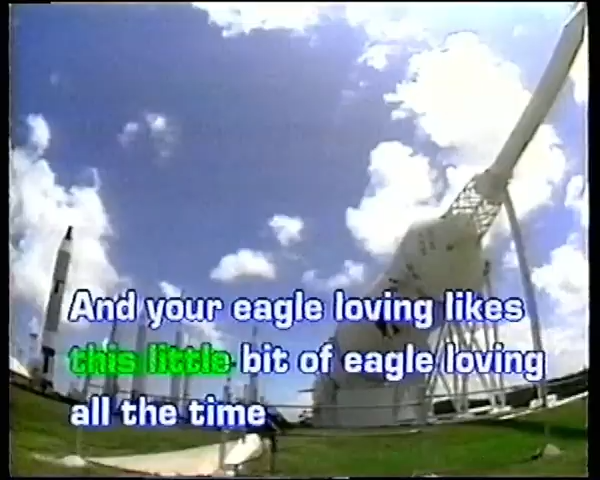 And your eagle loving likes
this little bit of eagle loving
all the time